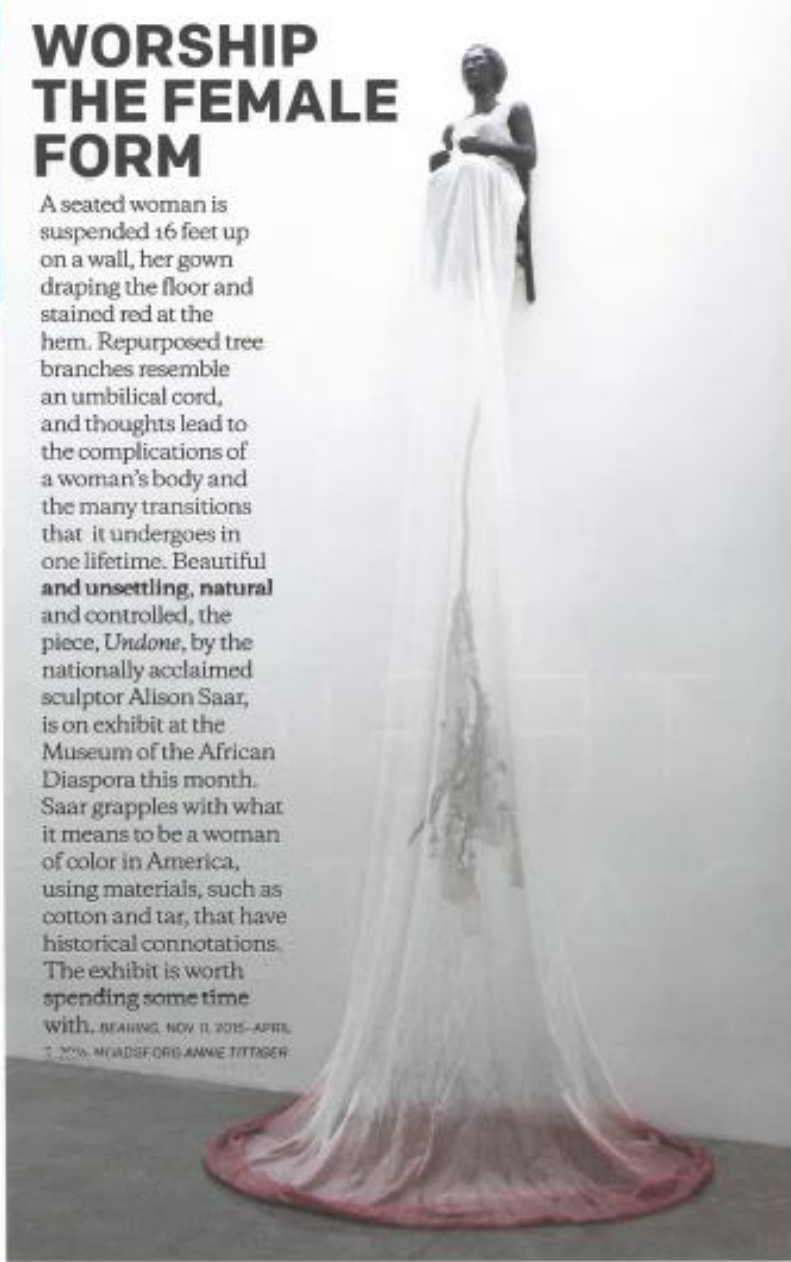 WORSHIP
THE FEMALE
FORM
A seated woman is
suspended 16 feet up
on a wall, her gown
draping the floor and
stained red at the
hem. Repurposed tree
branches resemble
an umbilical cord,
and thoughts lead to
the complications of
a woman's body and
the many transitions
that it undergoes in
one lifetime. Beautiful
and unsettling, natural
and controlled, the
piece, Undone, by the
nationally acclaimed
sculptor Alison Saar,
is on exhibit at the
Museum of the African
Diaspora this month.
Saar grapples with what
it means to be a woman
of color in America,
using materials, such as
cotton and tar, that have
historical connotations.
The exhibit is worth
spending some time
with. BEARING, NOV 11, 2015–APRIL
ANNIE TITTIGER